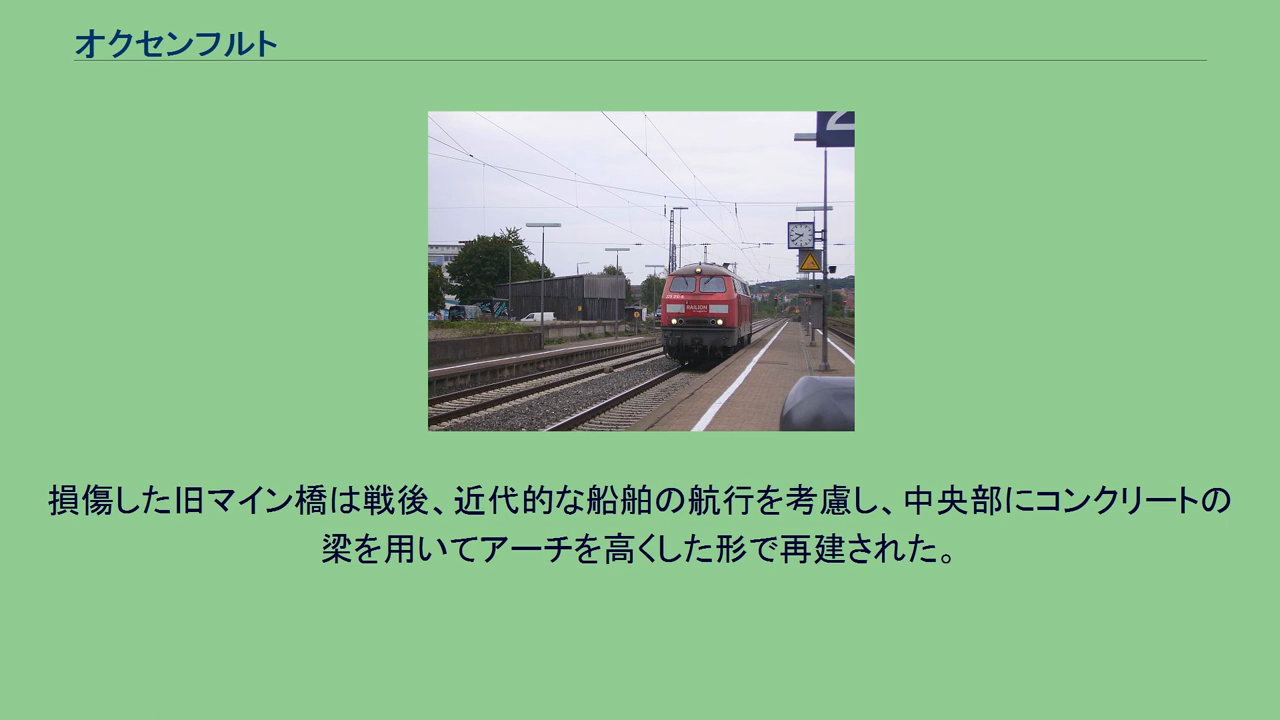 オクセンフルト
2
RAILION
損傷した旧マイン橋は戦後、近代的な船舶の航行を考慮し、中央部にコンクリートの
梁を用いてアーチを高くした形で再建された。